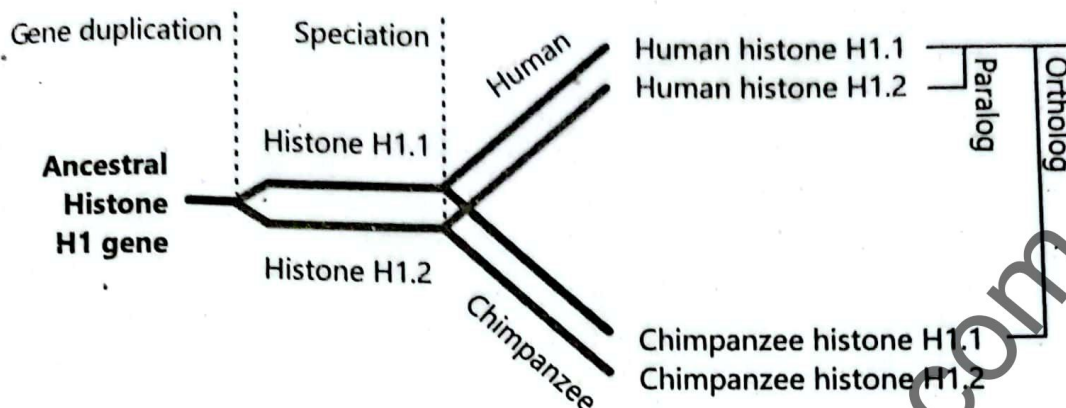 Gene duplication
Speciation
Human
Human histone H1.1
Human histone H1.2
Paralog
Ortholog
Histone H1.1
Ancestral
Histone
H1 gene
Histone H1.2
Chimpanzee
Chimpanzee histone H1.1
Chimpanzee histone H1.2
com